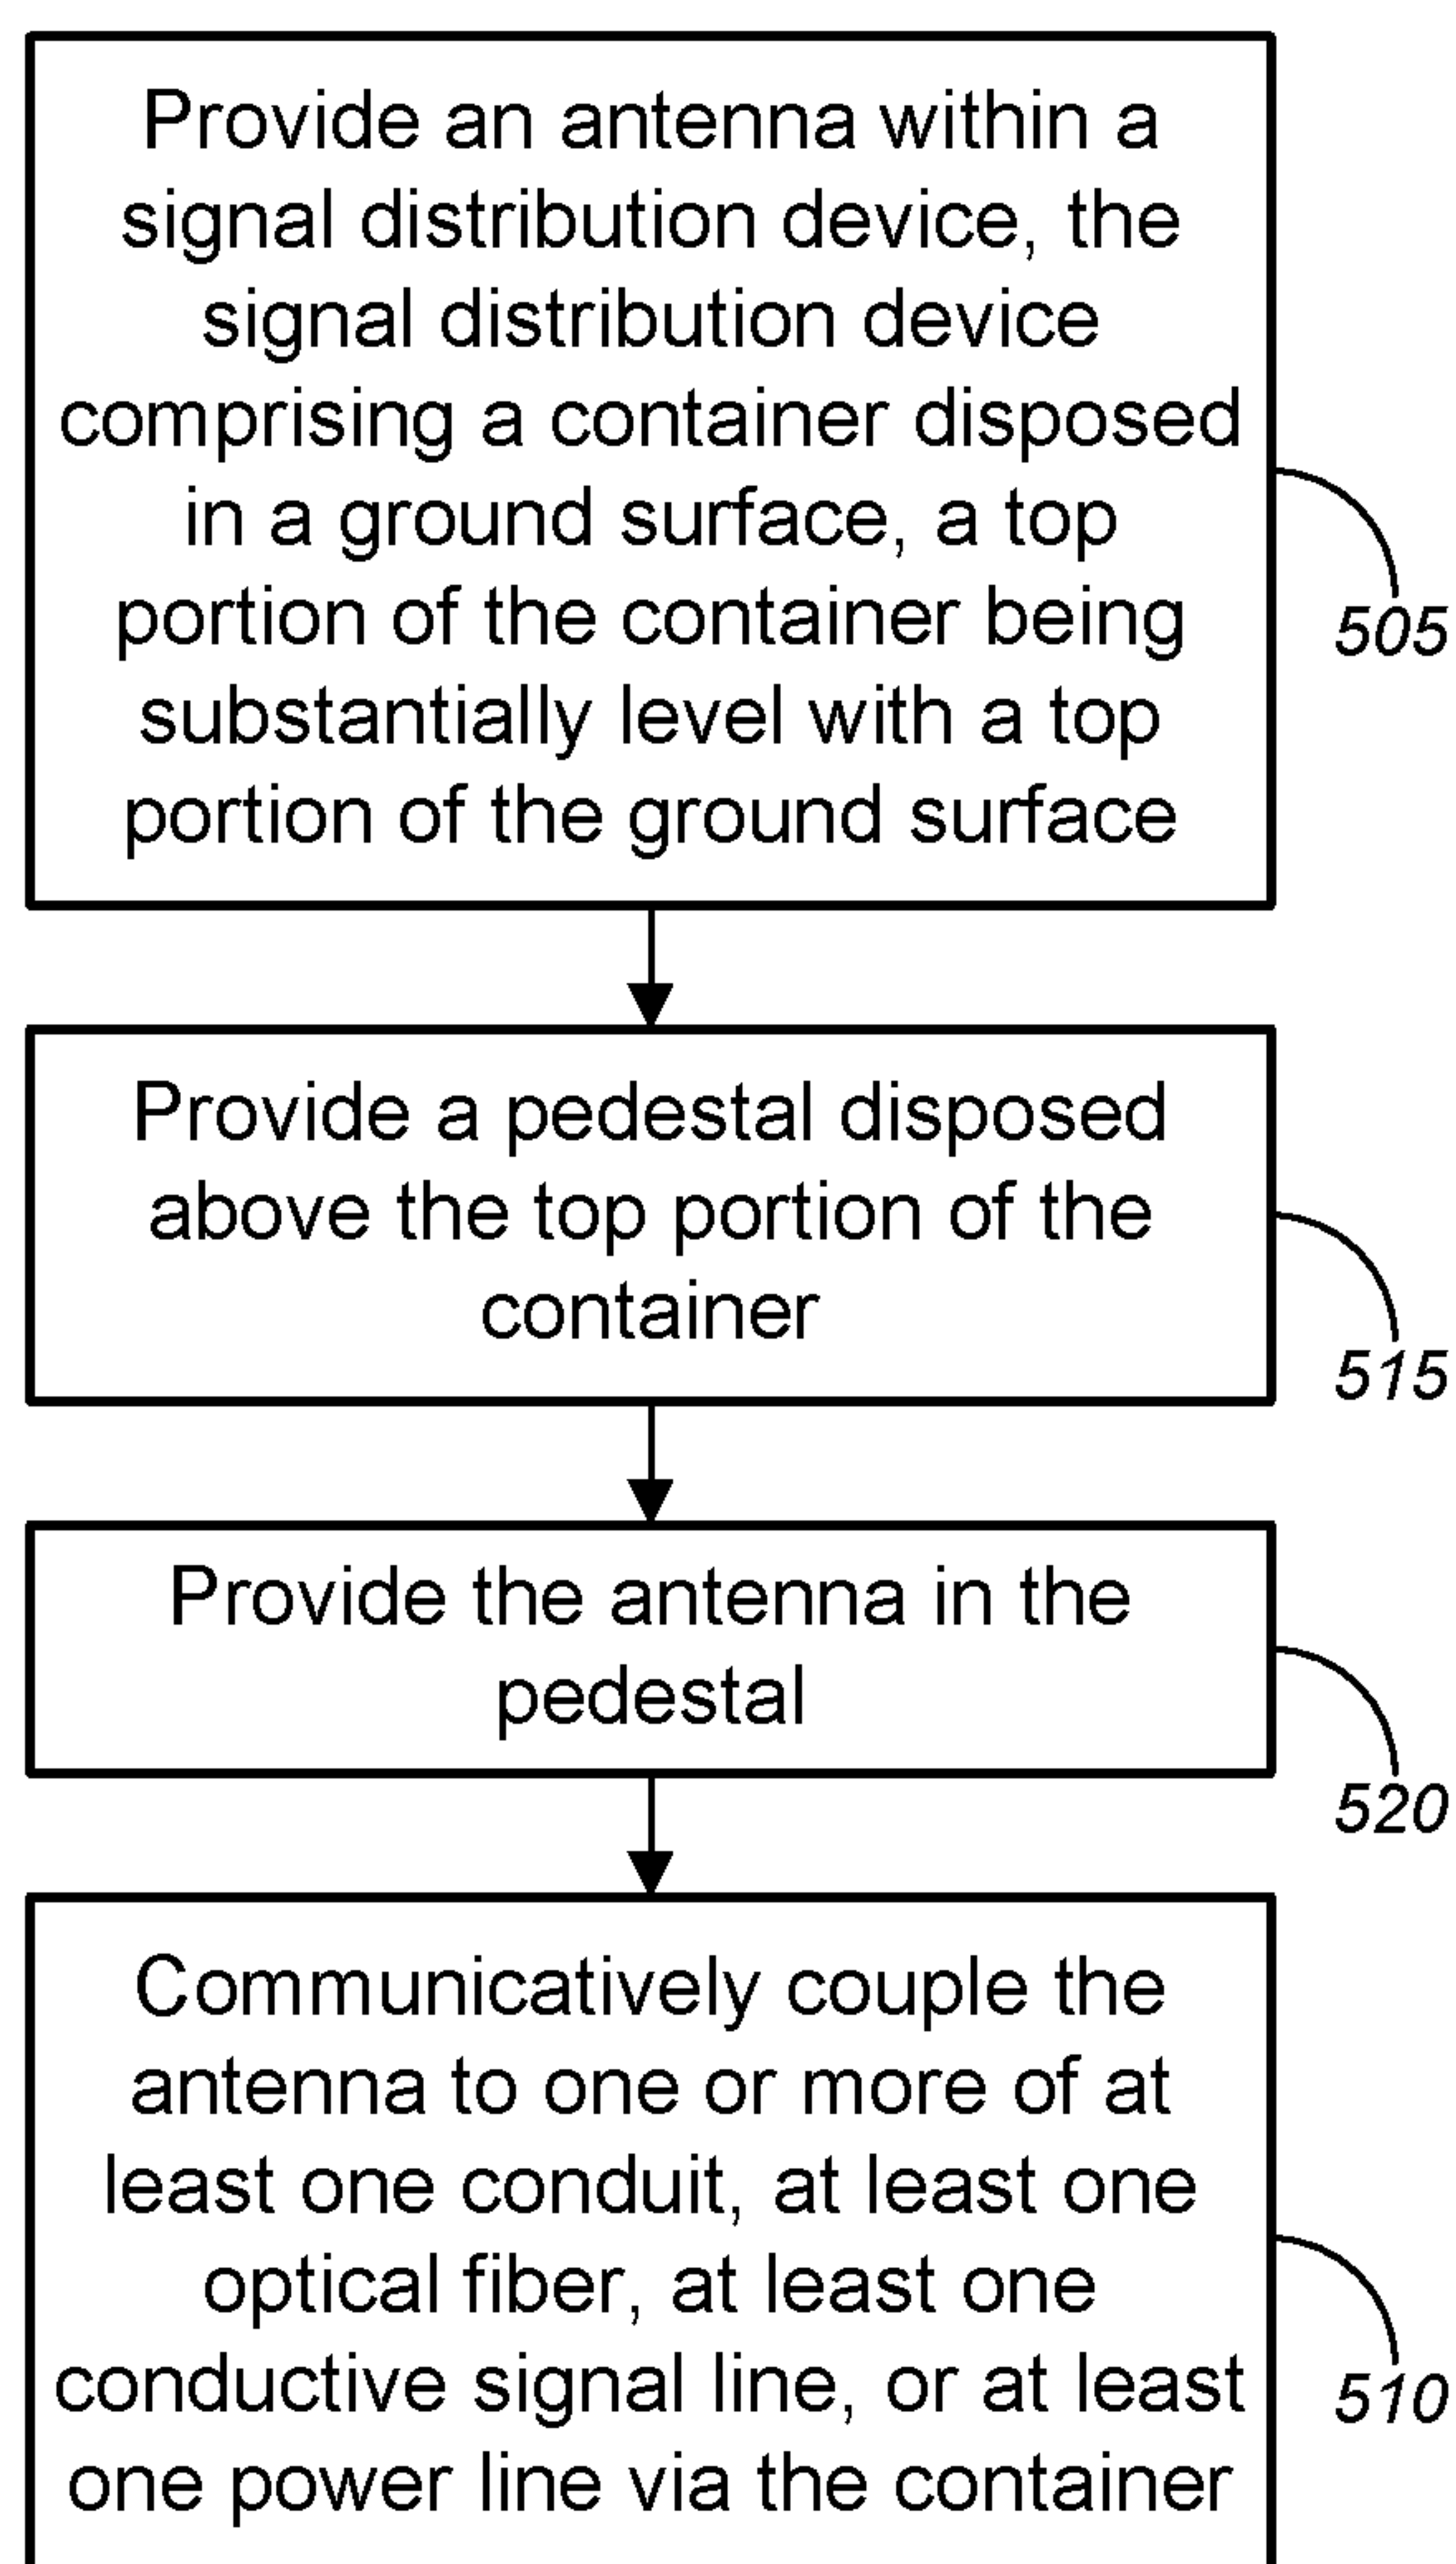 Provide an antenna within a
signal distribution device, the
signal distribution device
comprising a container disposed
in a ground surface, a top
portion of the container being
substantially level with a top
portion of the ground surface
505
Provide a pedestal disposed
above the top portion of the
container
515
Provide the antenna in the
pedestal
520
Communicatively couple the
antenna to one or more of at
least one conduit, at least one
optical fiber, at least one
conductive signal line, or at least
one power line via the container
510